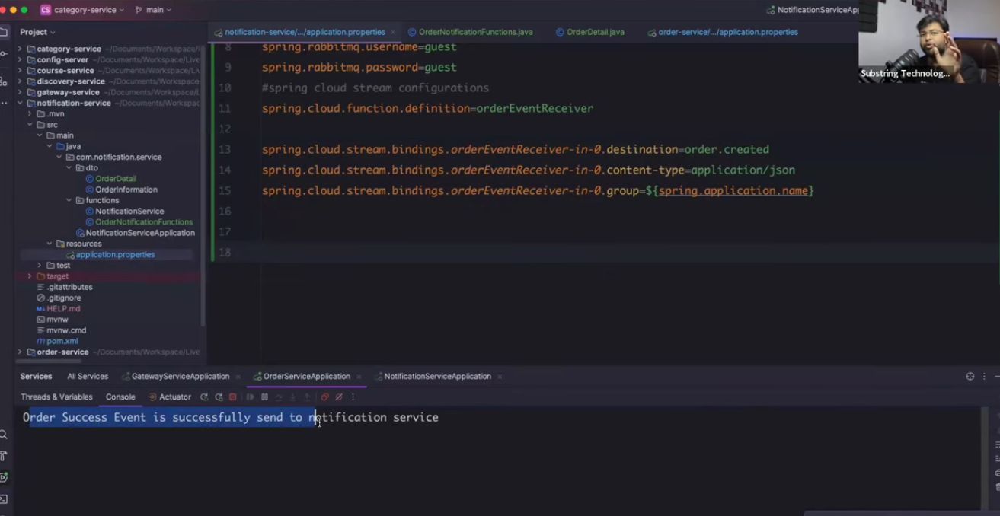 CS category-service main NotificationServiceAp
Project
notification-service/.../application.properties OrderNotificationFunctions.java OrderDetail.java order-service/.../application.properties
Substring Technolog...
category-service ~/Documents/Workspace/
config-server ~/Documents/Workspace/Live
course-service ~/Documents/Workspace/Live
discovery-service ~/Documents/Workspace/
gateway-service ~/Documents/Workspace/
notification-service ~/Documents/Workspac
.mvn
src
main
java
com.notification.service
dto
OrderDetail
OrderInformation
functions
NotificationService
OrderNotificationFunctions
NotificationServiceApplication
resources
application.properties
test
target
.gitattributes
.gitignore
M↓ HELP.md
mvnw
mvnw.cmd
m pom.xml
order-service ~/Documents/Workspace/Live
8 spring.rabbitmq.username=guest
9 spring.rabbitmq.password=guest
10 #spring cloud stream configurations
11 spring.cloud.function.definition=orderEventReceiver
12
13 spring.cloud.stream.bindings.orderEventReceiver-in-0.destination=order.created
14 spring.cloud.stream.bindings.orderEventReceiver-in-0.content-type=application/json
15 spring.cloud.stream.bindings.orderEventReceiver-in-0.group=${spring.application.name}
16
17
18
Services All Services GatewayServiceApplication OrderServiceApplication NotificationServiceApplication
Threads & Variables Console Actuator
Order Success Event is successfully send to notification service